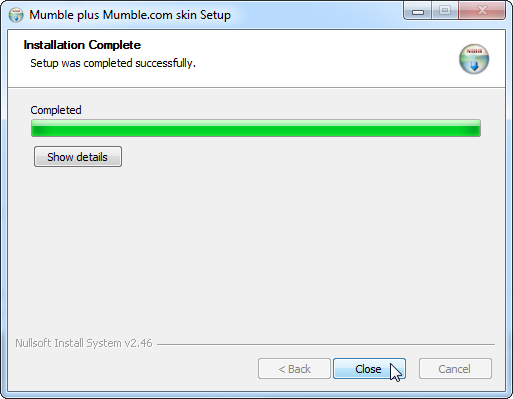 Mumble plus Mumble.com skin Setup
Installation Complete
Setup was completed successfully.
Completed
Show details
Nullsoft Install System v2.46
< Back Close Cancel